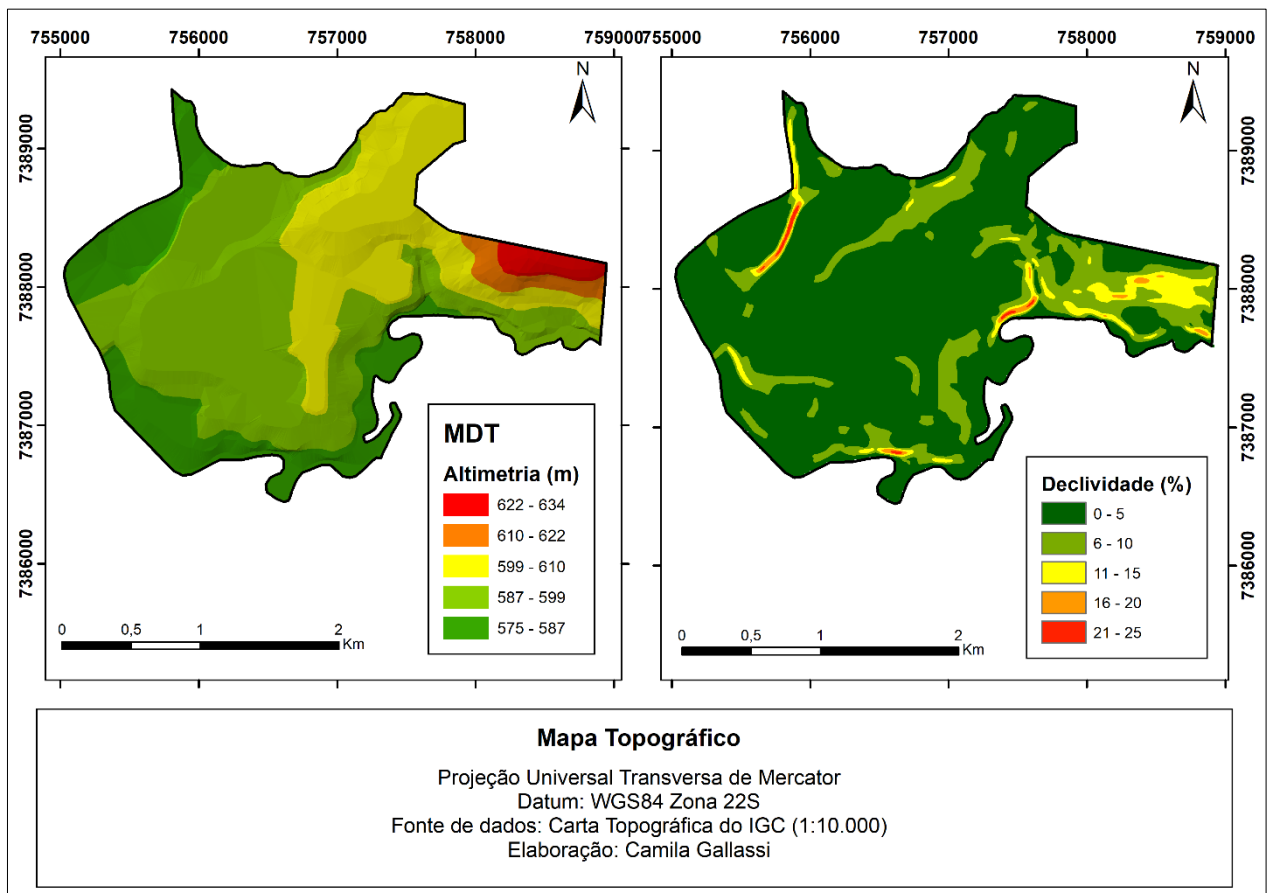 755000 756000 757000 758000 759000
7389000
7388000
7387000
7386000
N
MDT
Altimetria (m)
622 - 634
610 - 622
599 - 610
587 - 599
575 - 587
0 0,5 1 2
Km
755000 756000 757000 758000 759000
7389000
7388000
7387000
7386000
N
Declividade (%)
0 - 5
6 - 10
11 - 15
16 - 20
21 - 25
0 0,5 1 2
Km
Mapa Topográfico
Projeção Universal Transversa de Mercator
Datum: WGS84 Zona 22S
Fonte de dados: Carta Topográfica do IGC (1:10.000)
Elaboração: Camila Gallassi